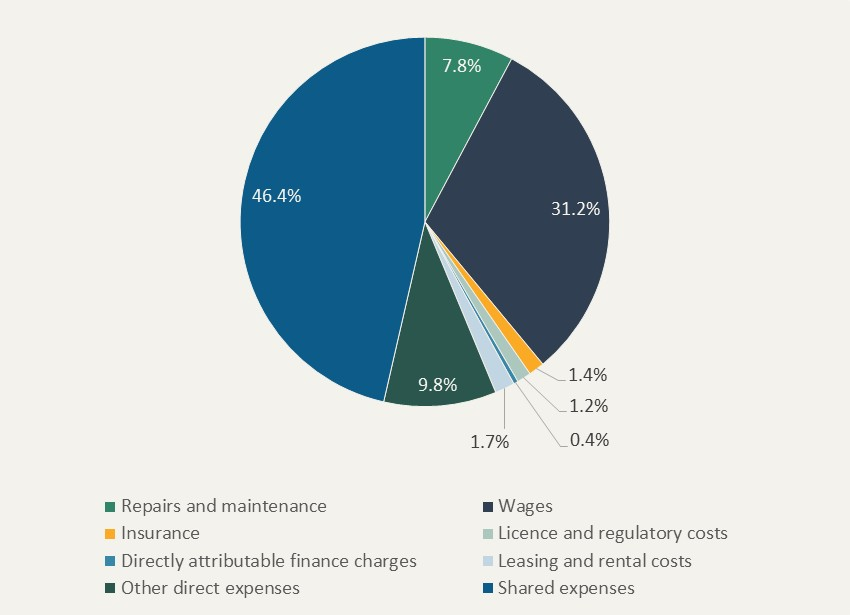 7.8%
46.4%
31.2%
1.4%
9.8%
1.2%
0.4%
1.7%
Repairs and maintenance
Wages
Insurance
Licence and regulatory costs
Directly attributable finance charges
Leasing and rental costs
Other direct expenses
Shared expenses